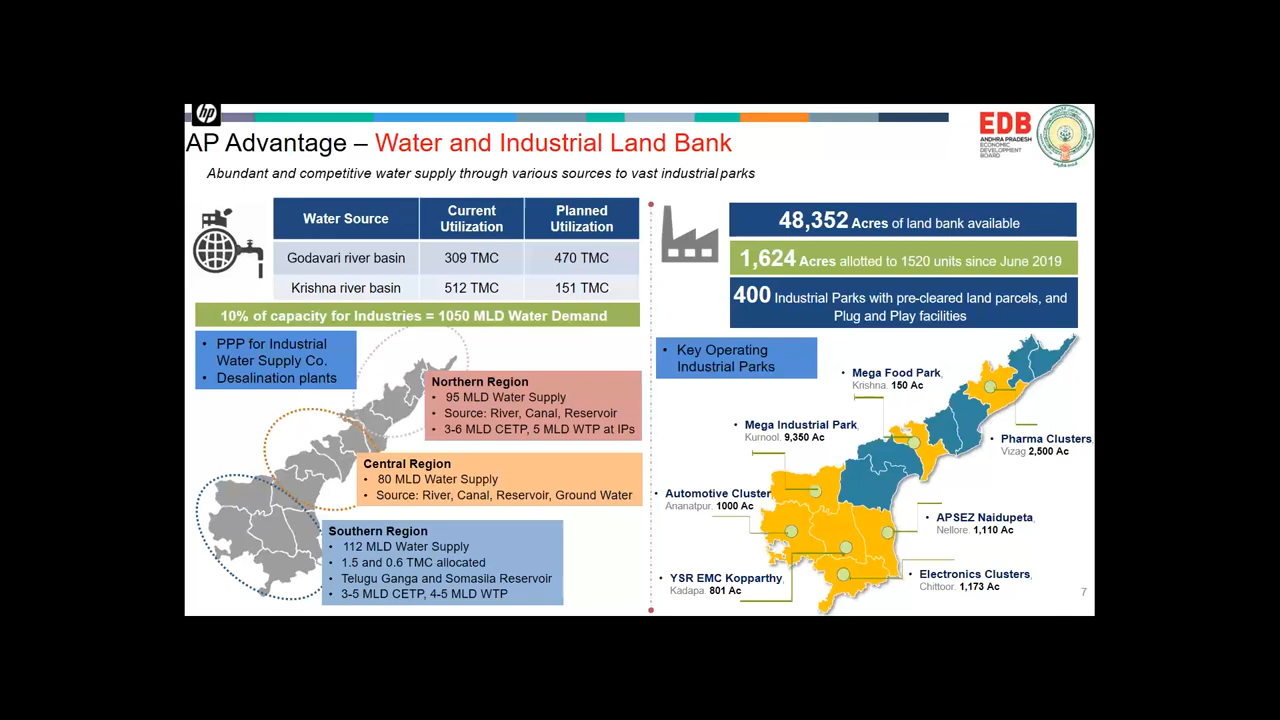 hp
AP Advantage – Water and Industrial Land Bank
EDB
ANDHRA PRADESH
ECONOMIC
DEVELOPMENT
BOARD
Abundant and competitive water supply through various sources to vast industrial parks
Water Source
Current Utilization
Planned Utilization
Godavari river basin 309 TMC 470 TMC
Krishna river basin 512 TMC 151 TMC
10% of capacity for Industries = 1050 MLD Water Demand
• PPP for Industrial
Water Supply Co.
• Desalination plants
Northern Region
• 95 MLD Water Supply
• Source: River, Canal, Reservoir
• 3-6 MLD CETP, 5 MLD WTP at IPs
Central Region
• 80 MLD Water Supply
• Source: River, Canal, Reservoir, Ground Water
Southern Region
• 112 MLD Water Supply
• 1.5 and 0.6 TMC allocated
• Telugu Ganga and Somasila Reservoir
• 3-5 MLD CETP, 4-5 MLD WTP
48,352 Acres of land bank available
1,624 Acres allotted to 1520 units since June 2019
400 Industrial Parks with pre-cleared land parcels, and
Plug and Play facilities
• Key Operating
Industrial Parks
• Mega Food Park,
Krishna. 150 Ac
• Mega Industrial Park,
Kurnool. 9,350 Ac
• Pharma Clusters,
Vizag 2,500 Ac
• Automotive Cluster
Ananatpur. 1000 Ac
• APSEZ Naidupeta,
Nellore. 1,110 Ac
• YSR EMC Kopparthy,
Kadapa. 801 Ac
• Electronics Clusters,
Chittoor. 1,173 Ac
7